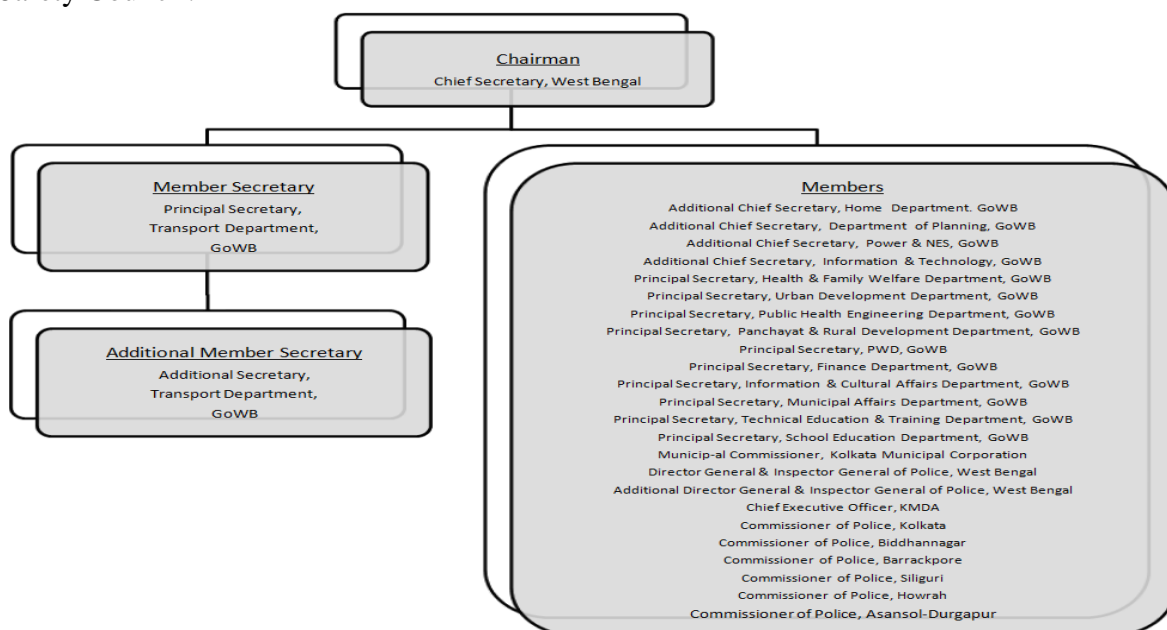 Safety Council.
Chairman
Chief Secretary, West Bengal
Member Secretary
Principal Secretary,
Transport Department,
GoWB
Additional Member Secretary
Additional Secretary,
Transport Department,
GoWB
Members
Additional Chief Secretary, Home Department. GoWB
Additional Chief Secretary, Department of Planning, GoWB
Additional Chief Secretary, Power & NES, GoWB
Additional Chief Secretary, Information & Technology, GoWB
Principal Secretary, Health & Family Welfare Department, GoWB
Principal Secretary, Urban Development Department, GoWB
Principal Secretary, Public Health Engineering Department, GoWB
Principal Secretary, Panchayat & Rural Development Department, GoWB
Principal Secretary, PWD, GoWB
Principal Secretary, Finance Department, GoWB
Principal Secretary, Information & Cultural Affairs Department, GoWB
Principal Secretary, Municipal Affairs Department, GoWB
Principal Secretary, Technical Education & Training Department, GoWB
Principal Secretary, School Education Department, GoWB
Municip-al Commissioner, Kolkata Municipal Corporation
Director General & Inspector General of Police, West Bengal
Additional Director General & Inspector General of Police, West Bengal
Chief Executive Officer, KMDA
Commissioner of Police, Kolkata
Commissioner of Police, Biddhannagar
Commissioner of Police, Barrackpore
Commissioner of Police, Siliguri
Commissioner of Police, Howrah
Commissioner of Police, Asansol-Durgapur